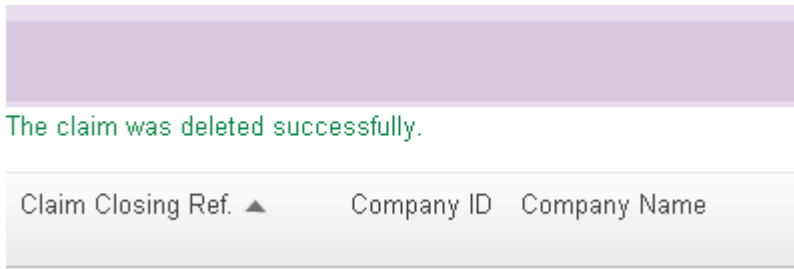 The claim was deleted successfully.
Claim Closing Ref. ▲ Company ID Company Name